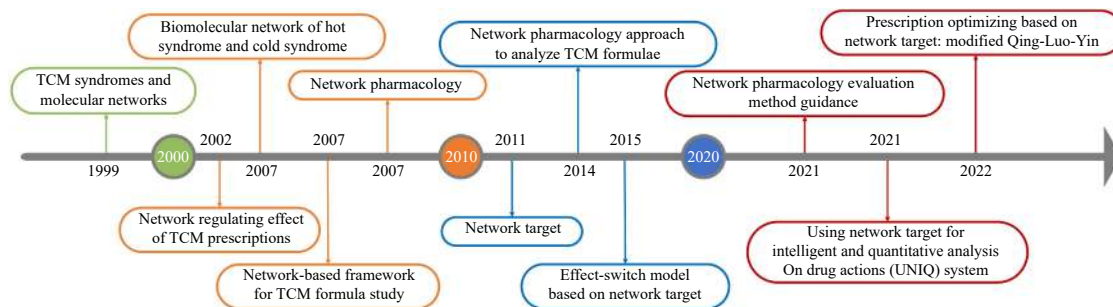 Biomolecular network of hot
syndrome and cold syndrome
Network pharmacology approach
to analyze TCM formulae
Prescription optimizing based on
network target: modified Qing-Luo-Yin
TCM syndromes and
molecular networks
Network pharmacology
Network pharmacology evaluation
method guidance
2002
2007
2011
2015
2021
2000
2010
2020
1999
2007
2007
2014
2021
2022
Network regulating effect
of TCM prescriptions
Network target
Using network target for
intelligent and quantitative analysis
On drug actions (UNIQ) system
Network-based framework
for TCM formula study
Effect-switch model
based on network target